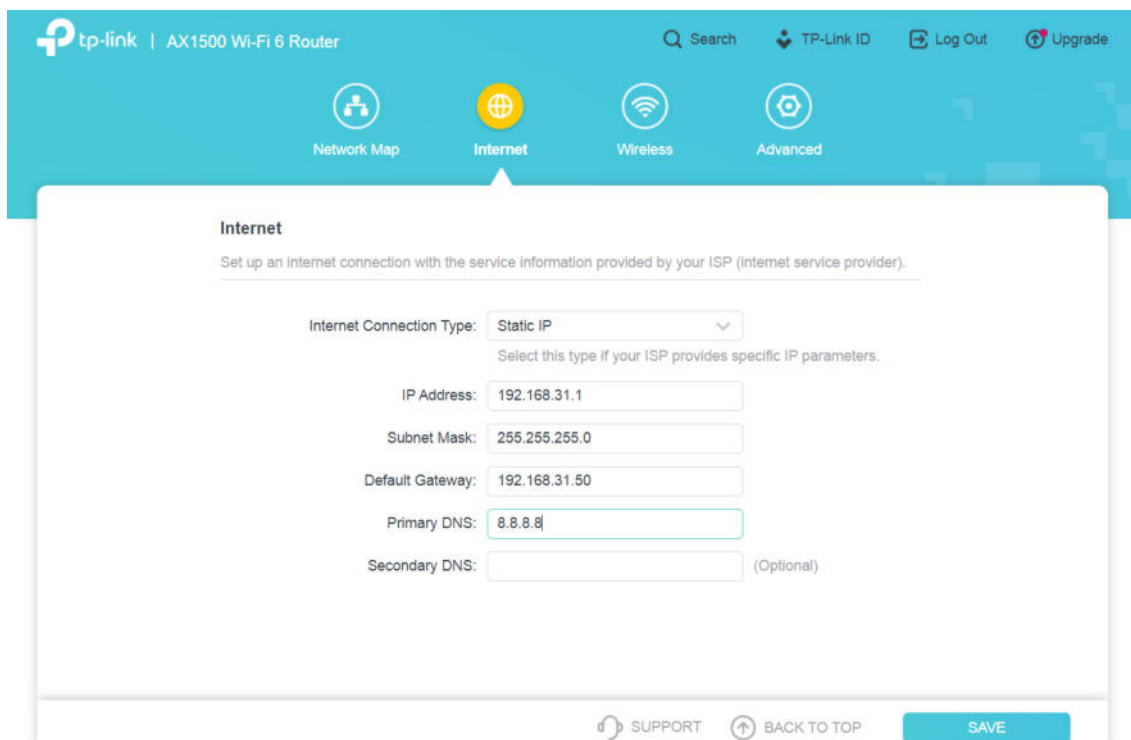 tp-link | AX1500 Wi-Fi 6 Router Search TP-Link ID Log Out Upgrade
Network Map Internet Wireless Advanced
Internet
Set up an internet connection with the service information provided by your ISP (internet service provider).
Internet Connection Type: Static IP
Select this type if your ISP provides specific IP parameters.
IP Address: 192.168.31.1
Subnet Mask: 255.255.255.0
Default Gateway: 192.168.31.50
Primary DNS: 8.8.8.8
Secondary DNS: (Optional)
SUPPORT BACK TO TOP SAVE